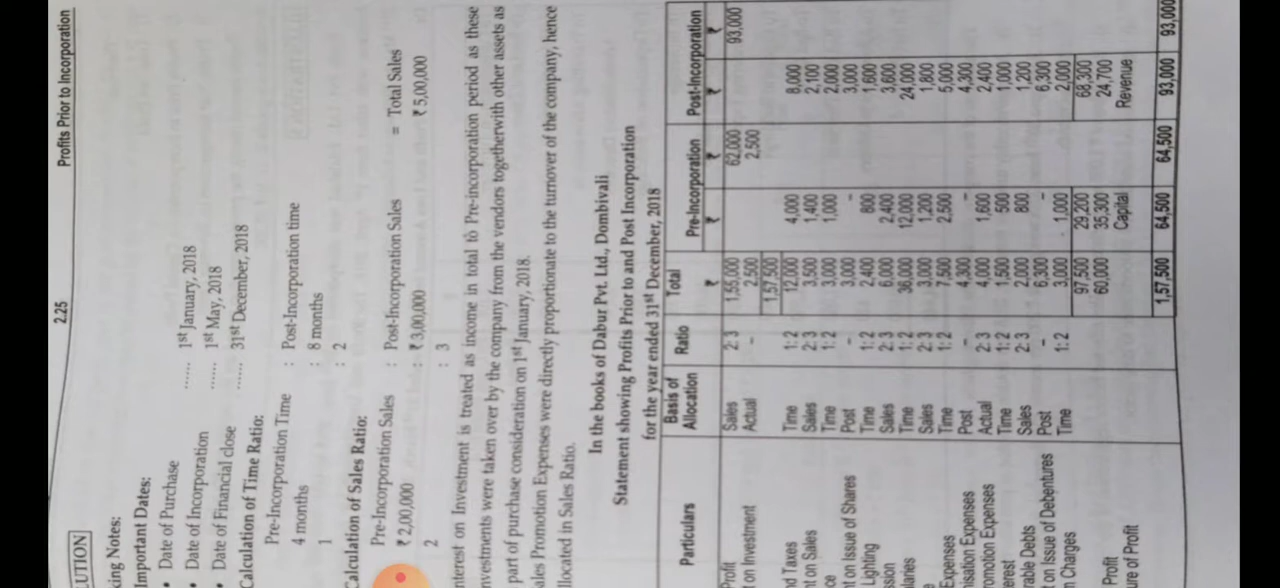 2.25 Profits Prior to Incorporation
UTION
king Notes:
Important Dates:
• Date of Purchase ...... 1st January, 2018
• Date of Incorporation ...... 1st May, 2018
• Date of Financial close ...... 31st December, 2018
Calculation of Time Ratio:
Pre-Incorporation Time : Post-Incorporation time
4 months : 8 months
1 : 2
Calculation of Sales Ratio:
Pre-Incorporation Sales : Post-Incorporation Sales = Total Sales
₹ 2,00,000 : ₹ 3,00,000 ₹ 5,00,000
2 : 3
nterest on Investment is treated as income in total to Pre-incorporation period as these
nvestments were taken over by the company from the vendors togetherwith other assets as
part of purchase consideration on 1st January, 2018.
ales Promotion Expenses were directly proportionate to the turnover of the company, hence
llocated in Sales Ratio.
In the books of Dabur Pvt. Ltd., Dombivali
Statement showing Profits Prior to and Post Incorporation
for the year ended 31st December, 2018
Particulars Basis of Allocation Ratio Total Pre-Incorporation Post-Incorporation
₹ ₹ ₹ ₹ ₹
Profit Sales 2:3 1,55,000 62,000 93,000
t on Investment Actual – 2,500 2,500
1,57,500
nd Taxes Time 1:2 12,000 4,000 8,000
nt on Sales Sales 2:3 3,500 1,400 2,100
ce Time 1:2 3,000 1,000 2,000
t on Issue of Shares Post – 3,000 – 3,000
Lighting Time 1:2 2,400 800 1,600
ssion Sales 2:3 6,000 2,400 3,600
laries Time 1:2 36,000 12,000 24,000
e Sales 2:3 3,000 1,200 1,800
Expenses Time 1:2 7,500 2,500 5,000
nisation Expenses Post – 4,300 – 4,300
romotion Expenses Actual 2:3 4,000 1,600 2,400
erest Time 1:2 1,500 500 1,000
rable Debts Sales 2:3 2,000 800 1,200
on Issue of Debentures Post – 6,300 – 6,300
n Charges Time 1:2 3,000 1,000 2,000
97,500 29,200 68,300
Profit 60,000 35,300 24,700
ure of Profit Capital Revenue
1,57,500 64,500 64,500 93,000 93,000